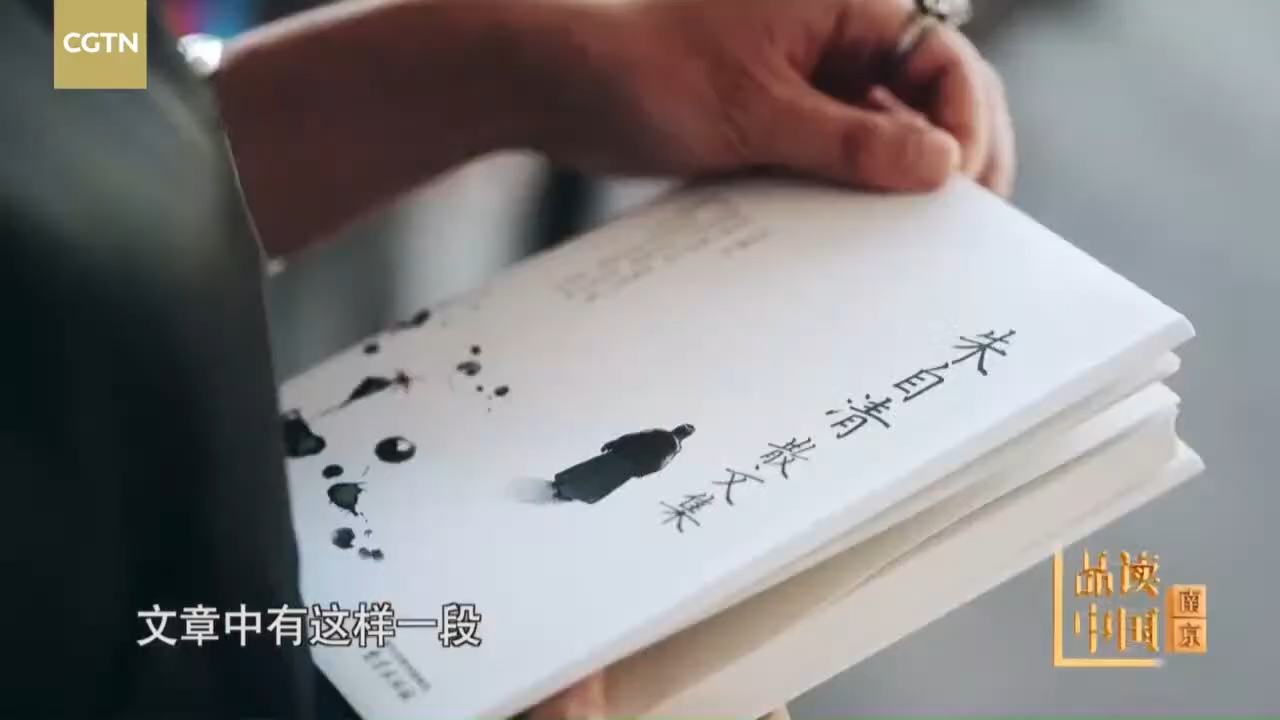 CGTN
朱自清
散文集
文章中有这样一段
品读
中国
南京